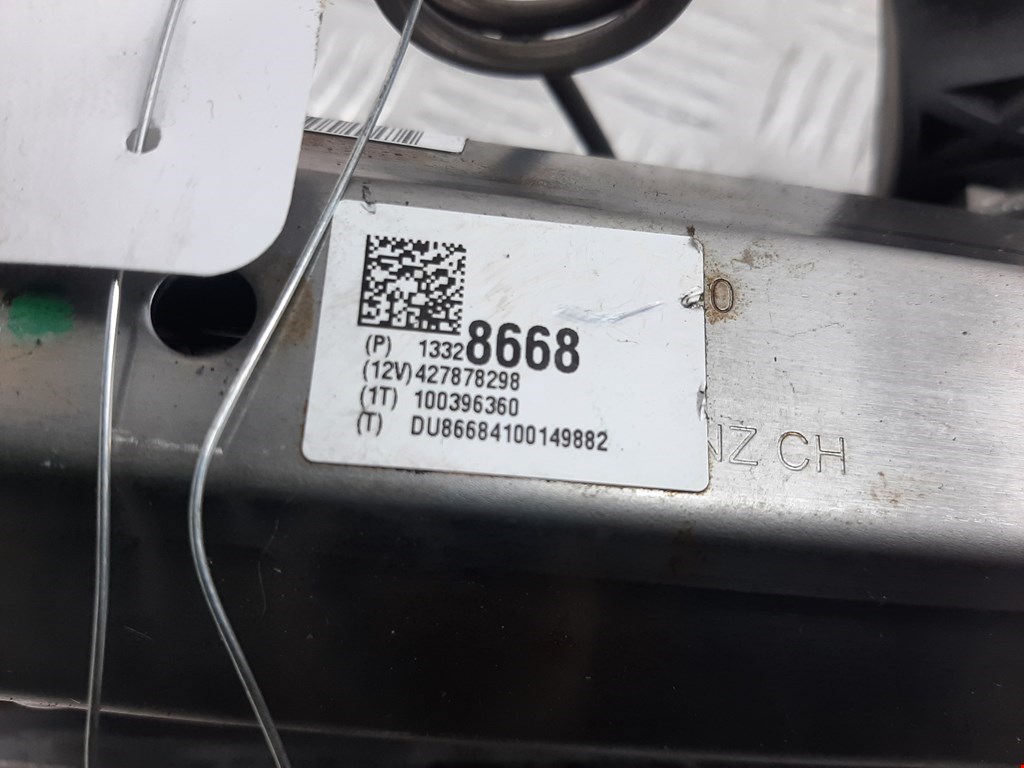 (P) 13328668
(12V) 427878298
(1T) 100396360
(T) DU86684100149882
NZ CH